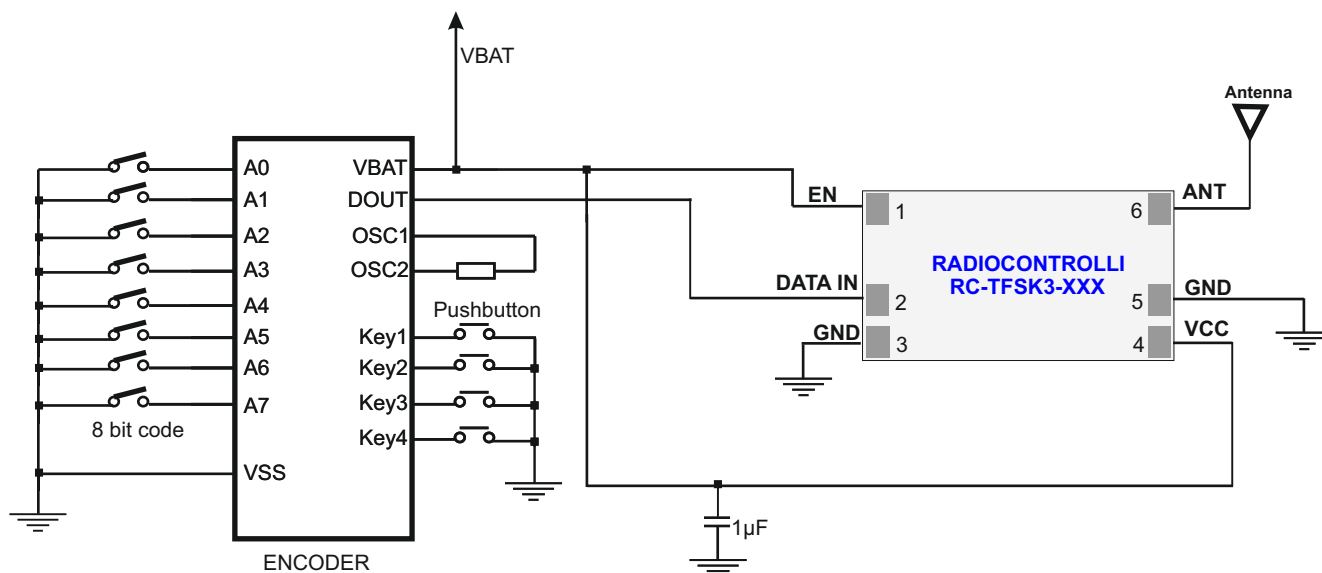 VBAT
Antenna
A0
A1
A2
A3
A4
A5
A6
A7
VSS
8 bit code
VBAT
DOUT
OSC1
OSC2
Key1
Key2
Key3
Key4
Pushbutton
ENCODER
EN
DATA IN
GND
1
2
3
RADIOCONTROLLI
RC-TFSK3-XXX
6
5
4
ANT
GND
VCC
1µF